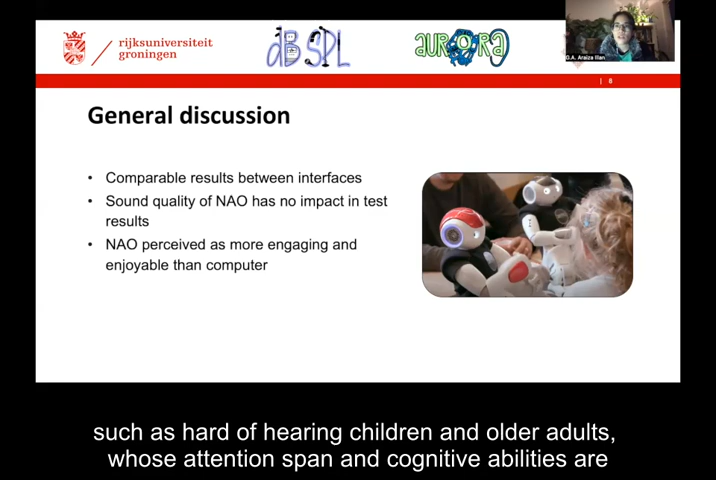 rijksuniversiteit
groningen
dB SPL
AURORA
G.A. Araiza Illan
| 8
General discussion
• Comparable results between interfaces
• Sound quality of NAO has no impact in test
results
• NAO perceived as more engaging and
enjoyable than computer
such as hard of hearing children and older adults,
whose attention span and cognitive abilities are